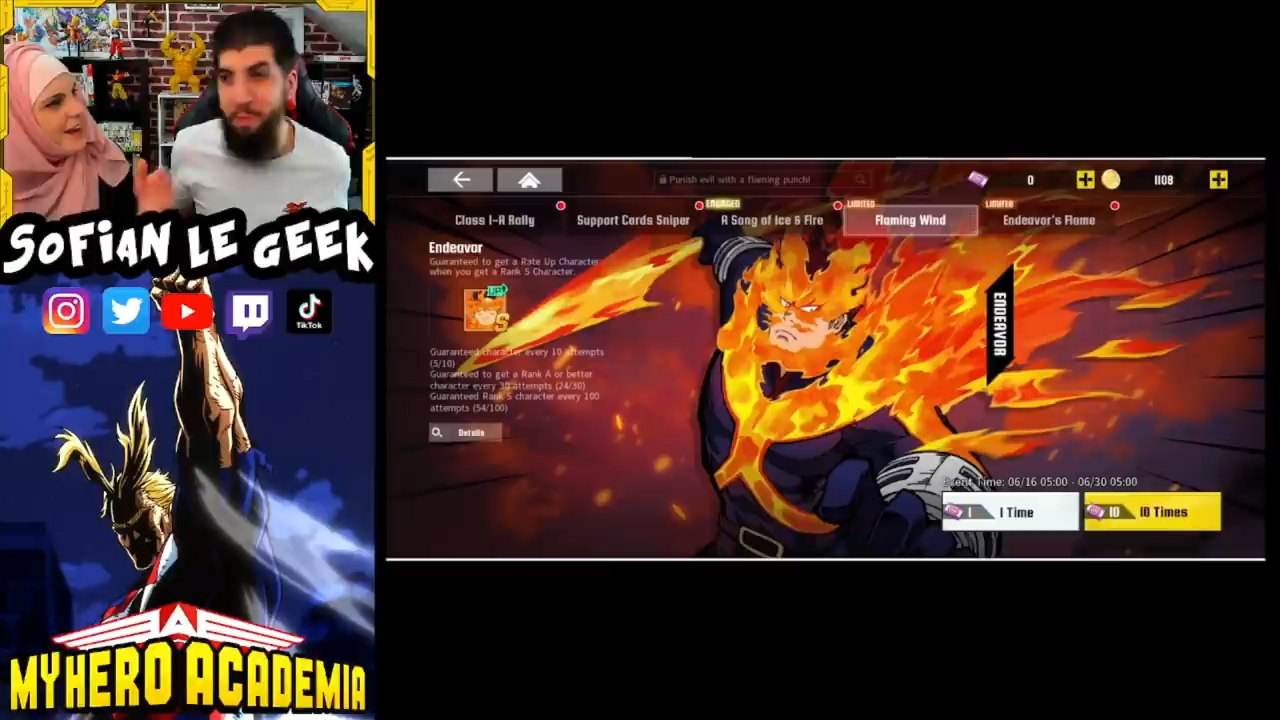 SOFIAN LE GEEK
TikTok
MY HERO ACADEMIA
Punish evil with a flaming punch!
0
1108
Class 1-A Rally
Support Cards Sniper
ENGAGED
A Song of Ice & Fire
LIMITED
Flaming Wind
LIMITED
Endeavor's Flame
Endeavor
Guaranteed to get a Rate Up Character
when you get a Rank S Character.
UP!
S
Guaranteed character every 10 attempts
(5/10)
Guaranteed to get a Rank A or better
character every 30 attempts (24/30)
Guaranteed Rank S character every 100
attempts (54/100)
Details
ENDEAVOR
Event Time: 06/16 05:00 - 06/30 05:00
1
1 Time
10
10 Times